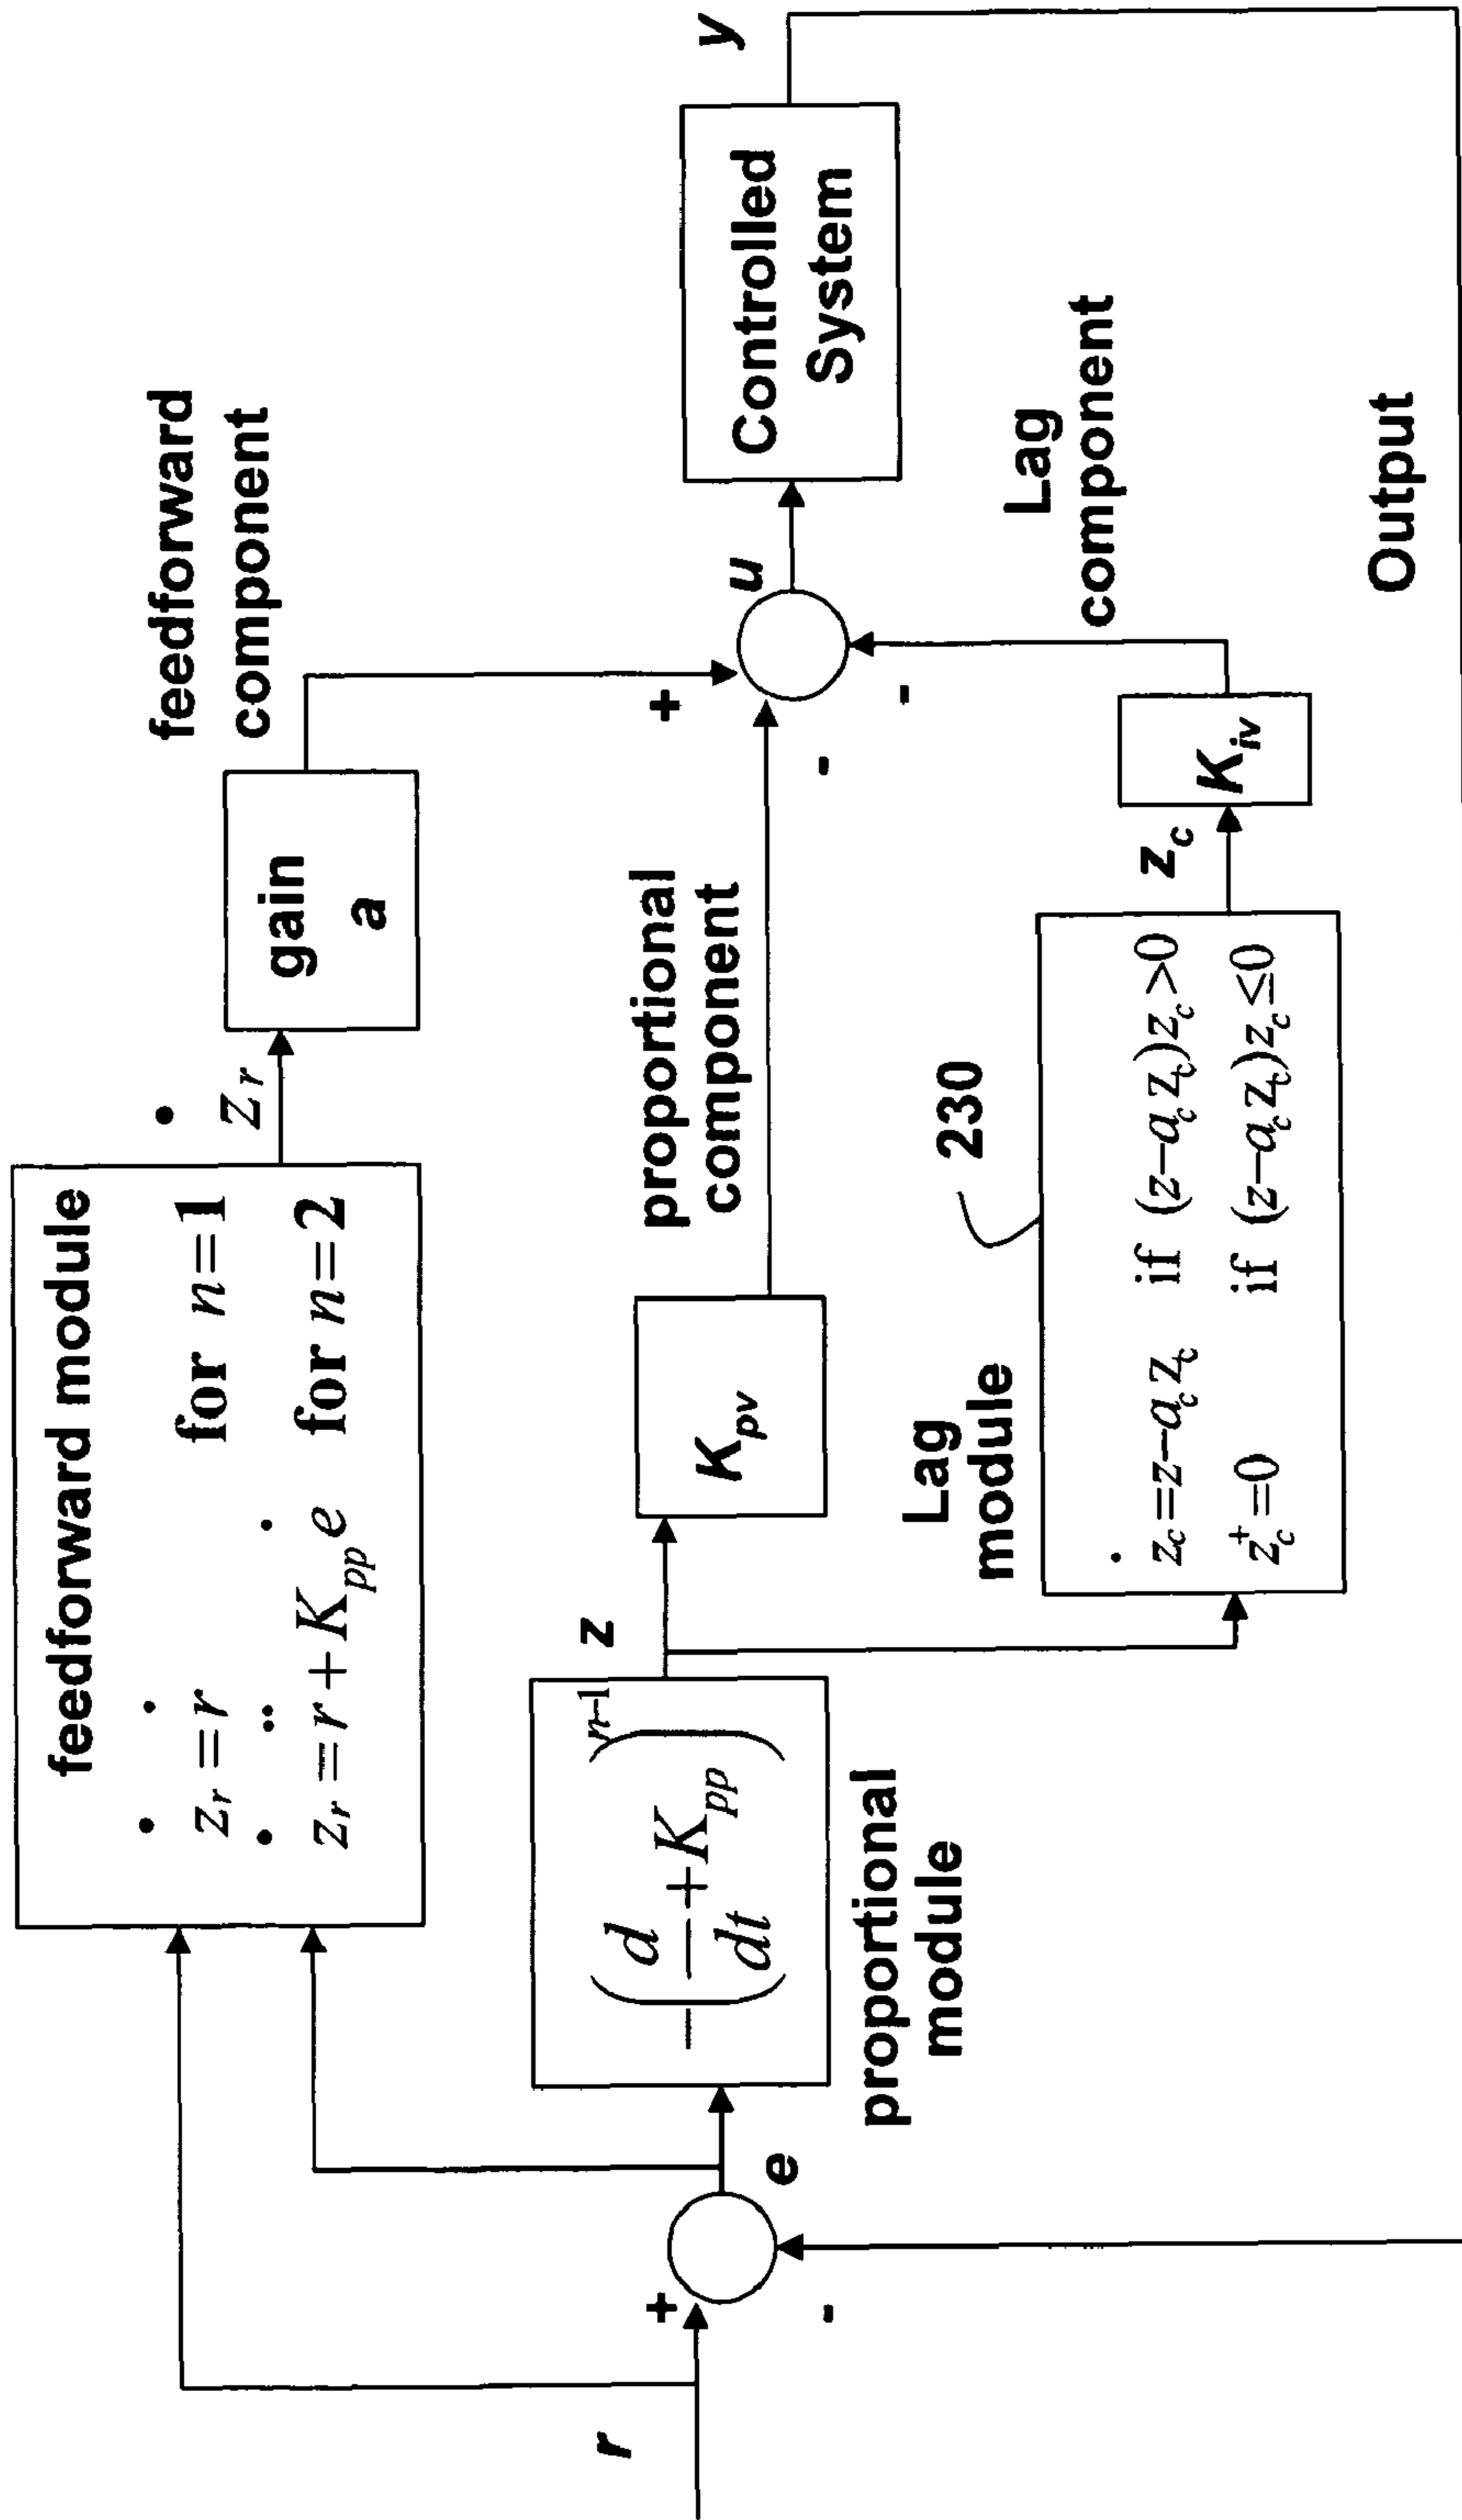 feedforward module
ż_r = ṙ for n=1
ż_r = r̈ + K_pp ė for n=2
ż_r
gain
a
feedforward
component
r
+
-
e
-(d/dt + K_pp)^n-1
proportional
module
z
K_pv
proportional
component
+
-
-
u
Controlled
System
y
Lag
module
230
ż_c = z - a_c z_c if (z - a_c z_c) z_c > 0
z_c^+ = 0 if (z - a_c z_c) z_c ≤ 0
z_c
K_iv
Lag
component
Output